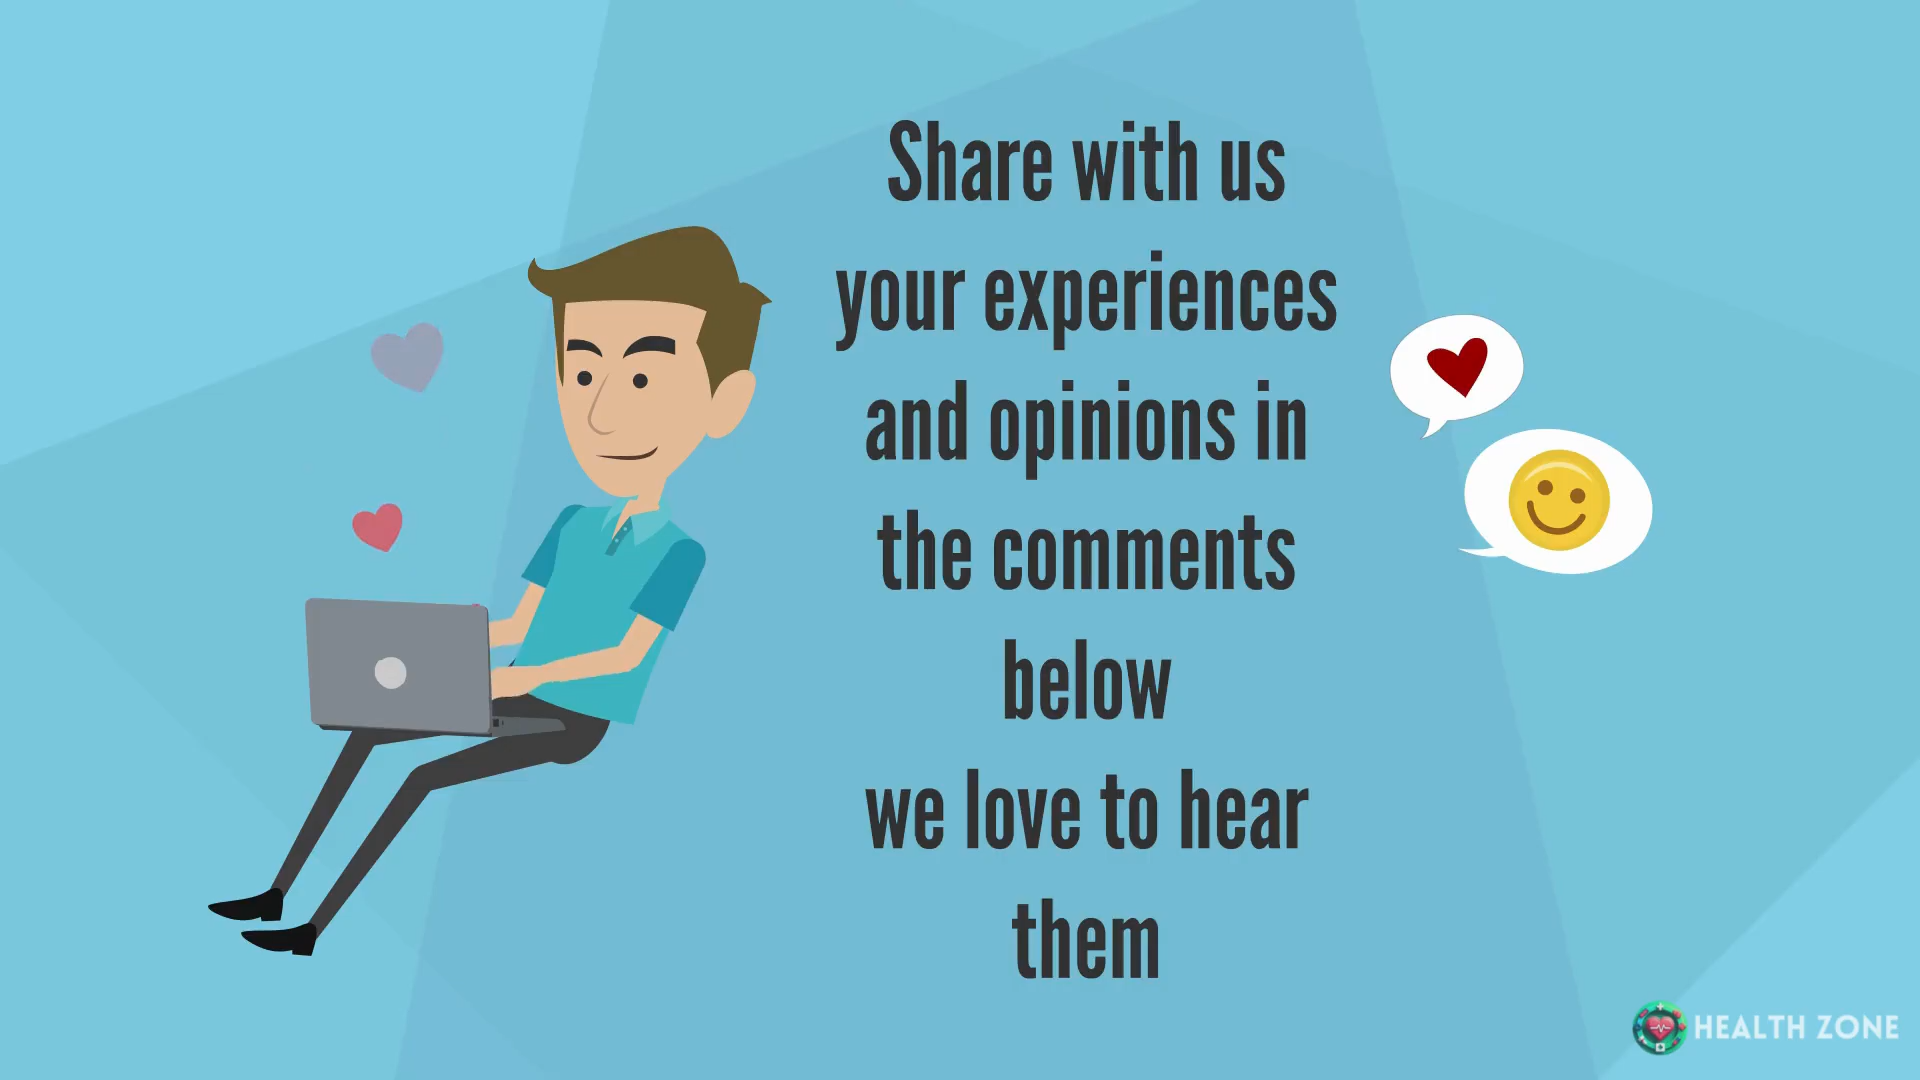 Share with us
your experiences
and opinions in
the comments
below
we love to hear
them
HEALTH ZONE